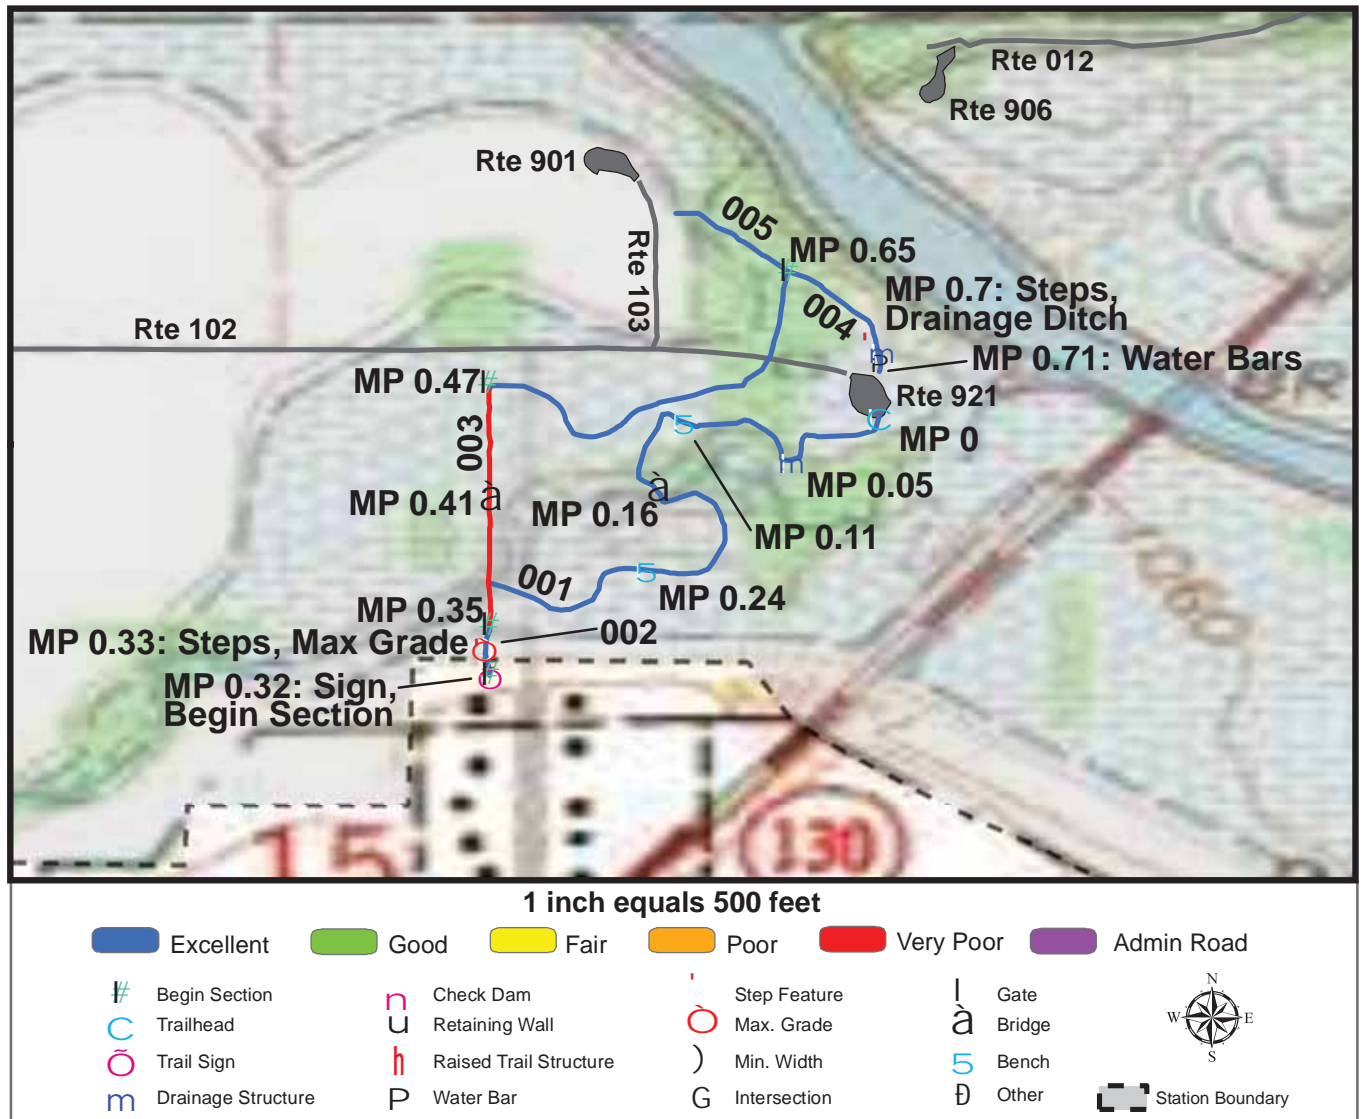 Rte 012
Rte 906
Rte 901
005
MP 0.65
Rte 103
MP 0.7: Steps,
Drainage Ditch
004
Rte 102
MP 0.71: Water Bars
MP 0.47
Rte 921
003
MP 0
MP 0.05
MP 0.41
MP 0.16
MP 0.11
001
MP 0.24
MP 0.35
002
MP 0.33: Steps, Max Grade
MP 0.32: Sign,
Begin Section
060
15
130
1 inch equals 500 feet
Excellent
Good
Fair
Poor
Very Poor
Admin Road
# Begin Section
n Check Dam
' Step Feature
| Gate
N
C Trailhead
u Retaining Wall
Ò Max. Grade
à Bridge
W E
Õ Trail Sign
h Raised Trail Structure
) Min. Width
5 Bench
S
m Drainage Structure
P Water Bar
G Intersection
Ð Other
Station Boundary